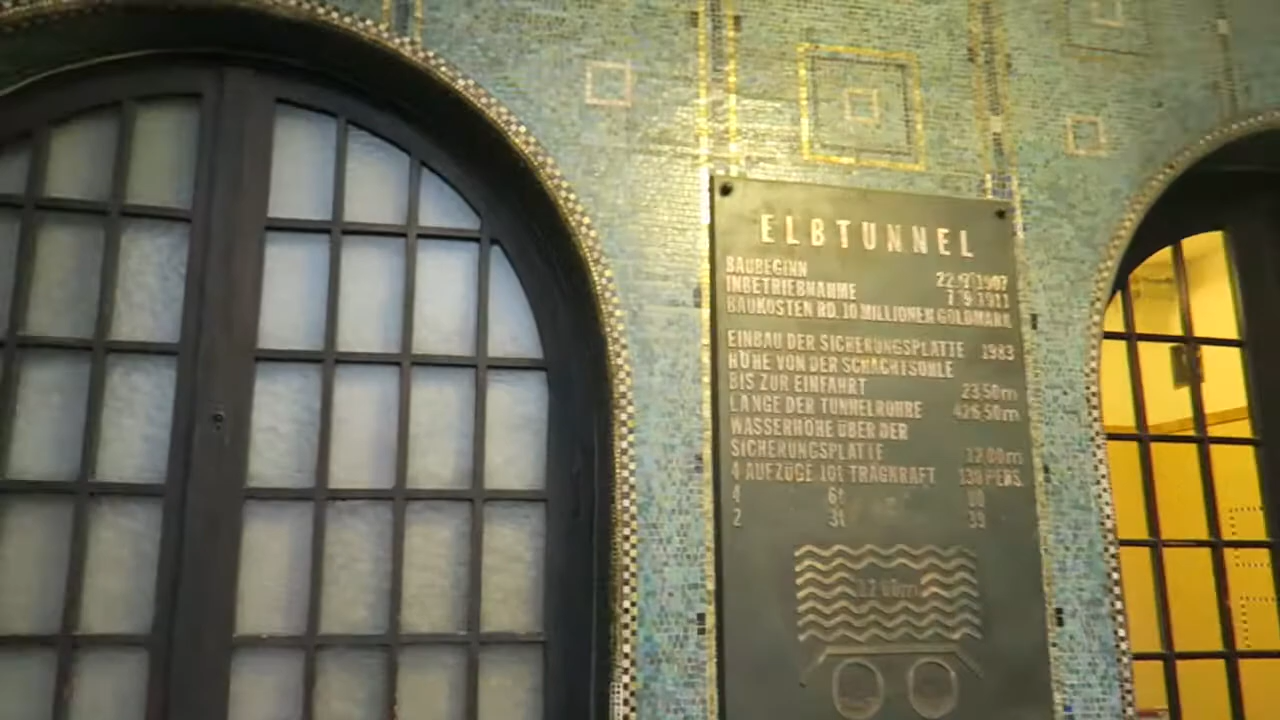 ELBTUNNEL
BAUBEGINN 22.7.1907
INBETRIEBNAHME 7.9.1911
BAUKOSTEN RD. 10 MILLIONEN GOLDMARK
EINBAU DER SICHERUNGSPLATTE 1983
HÖHE VON DER SCHACHTSOHLE
BIS ZUR EINFAHRT 23.50m
LÄNGE DER TUNNELRÖHRE 426.50m
WASSERHÖHE ÜBER DER
SICHERUNGSPLATTE 12.00m
4 AUFZÜGE 10t TRAGKRAFT 130 PERS.
4 6t
2 3t
12.00m